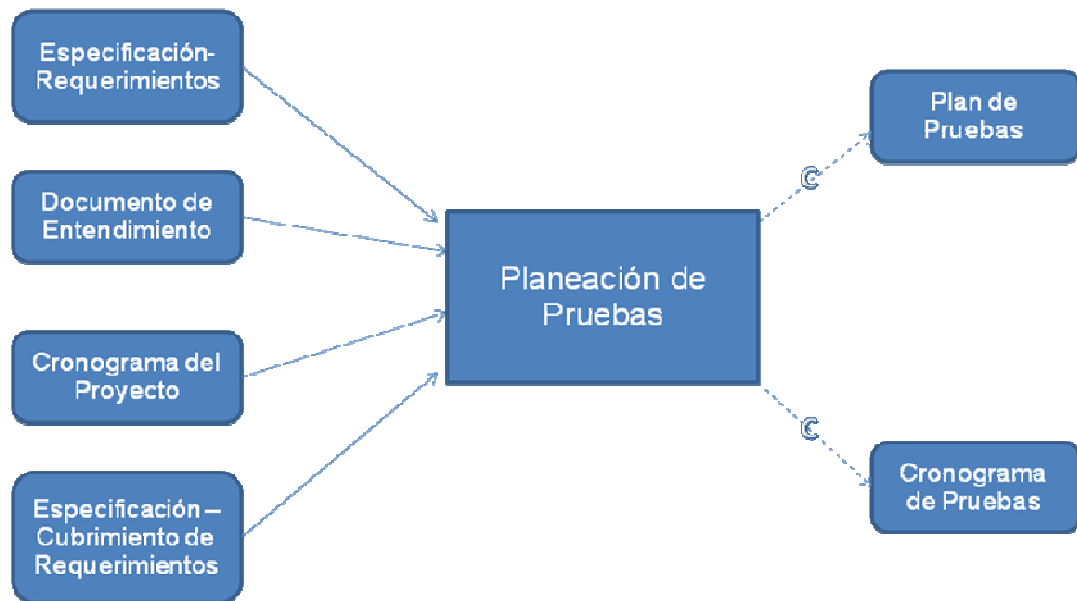 Especificación-
Requerimientos
Documento de
Entendimiento
Cronograma del
Proyecto
Especificación –
Cubrimiento de
Requerimientos
Planeación de
Pruebas
C
C
Plan de
Pruebas
Cronograma
de Pruebas